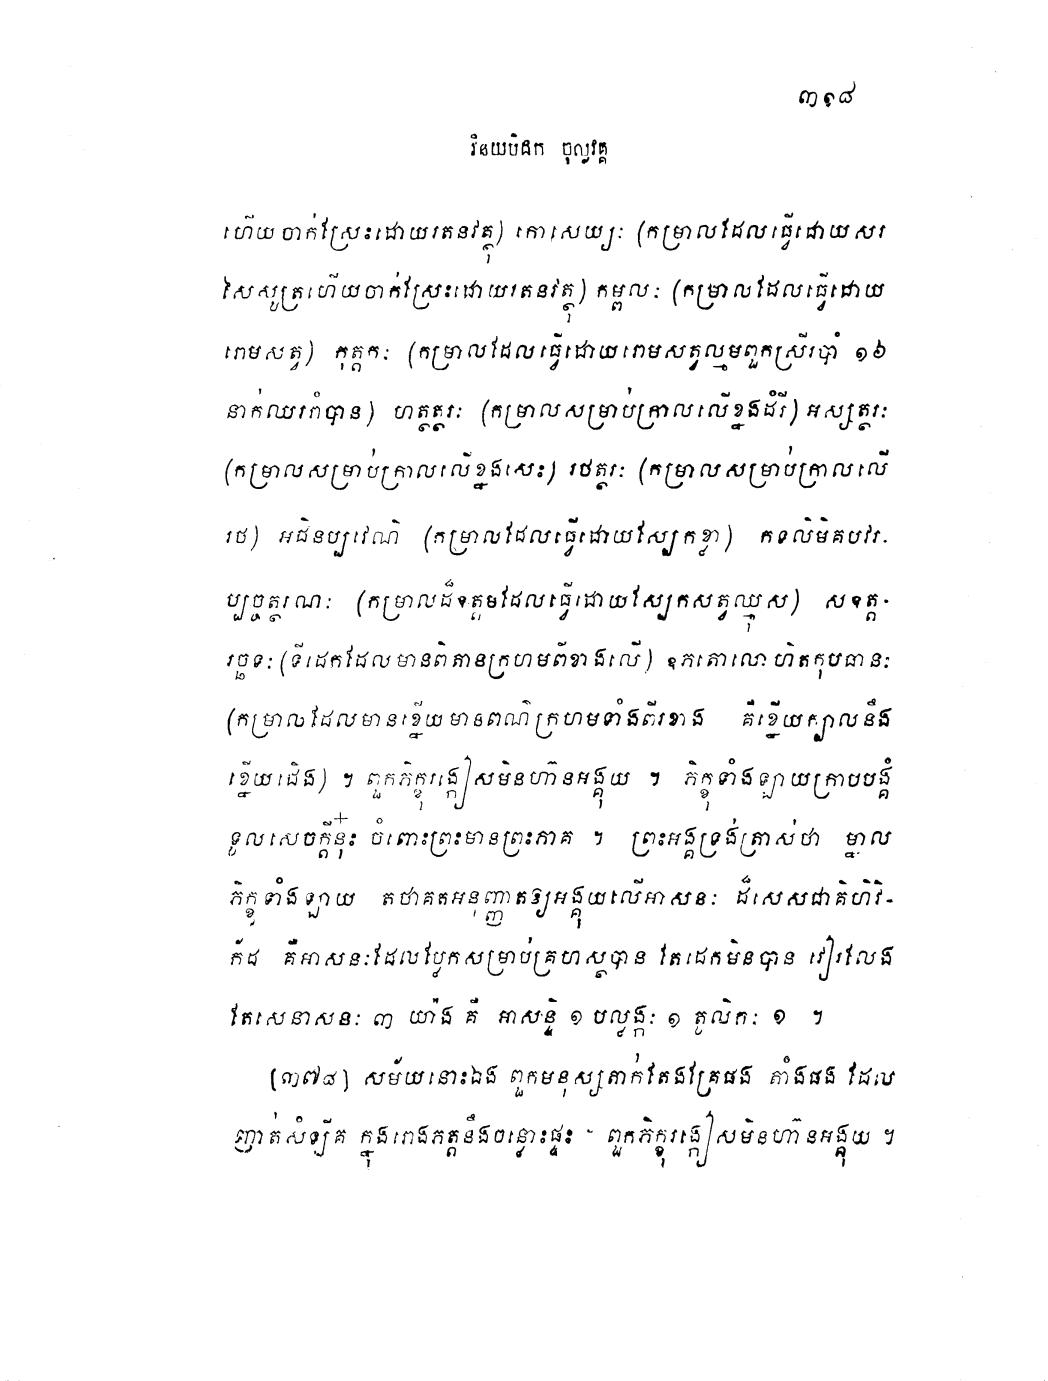 ៣១៨
វិនយបិដក ចុល្លវគ្គ
ហើយចាក់ស្រែះដោយរតនវត្ថុ) កោសេយ្យៈ (កម្រាលដែលធ្វើដោយសរ
សៃសូត្រហើយចាក់ស្រែះដោយរតនវត្ថុ) កម្ពលៈ (កម្រាលដែលធ្វើដោយ
រោមសត្វ) កុត្តកៈ (កម្រាលដែលធ្វើដោយរោមសត្វល្មមពួកស្រីរបាំ ១៦
នាក់ឈររាំបាន) ហត្ថត្ថរៈ (កម្រាលសម្រាប់ក្រាលលើខ្នងដំរី) អស្សត្ថរៈ
(កម្រាលសម្រាប់ក្រាលលើខ្នងសេះ) រថត្ថរៈ (កម្រាលសម្រាប់ក្រាលលើ
រថ) អជិនប្បវេណិ (កម្រាលដែលធ្វើដោយស្បែកខ្លា) កទលិមិគបវរ-
ប្បច្ចត្ថរណៈ (កម្រាលដ៏ឧត្តមដែលធ្វើដោយស្បែកសត្វឈ្មុស) សឧត្ត-
រច្ឆទៈ (ទីដេកដែលមានពិតានក្រហមពីខាងលើ) ឧភតោលោហិតកុបធានៈ
(កម្រាលដែលមានខ្នើយមានពណ៌ក្រហមទាំងពីរខាង គឺខ្នើយក្បាលនឹង
ខ្នើយជើង) ។ ពួកភិក្ខុរង្កៀសមិនហ៊ានអង្គុយ ។ ភិក្ខុទាំងឡាយក្រាបបង្គំ
ទូលសេចក្តីនុ៎ះ ចំពោះព្រះមានព្រះភាគ ។ ព្រះអង្គទ្រង់ត្រាស់ថា ម្នាល
ភិក្ខុទាំងឡាយ តថាគតអនុញ្ញាតឱ្យអង្គុយលើអាសនៈ ដ៏សេសជាគិហិវិ-
ក័ដ គឺអាសនៈដែលប្លែកសម្រាប់គ្រហស្ថបាន តែដេកមិនបាន វៀរលែង
តែសេនាសនៈ ៣ យ៉ាង គឺ អាសន្ទិ ១ បល្លង្កៈ ១ តូលិកៈ ១ ។
(៣៧៨) សម័យនោះឯង ពួកមនុស្សតាក់តែងគ្រែផង តាំងផង ដែល
ញាត់សំឡីគ ក្នុងរោងភត្តនឹងចន្លោះផ្ទះ ពួកភិក្ខុរង្កៀសមិនហ៊ានអង្គុយ ។